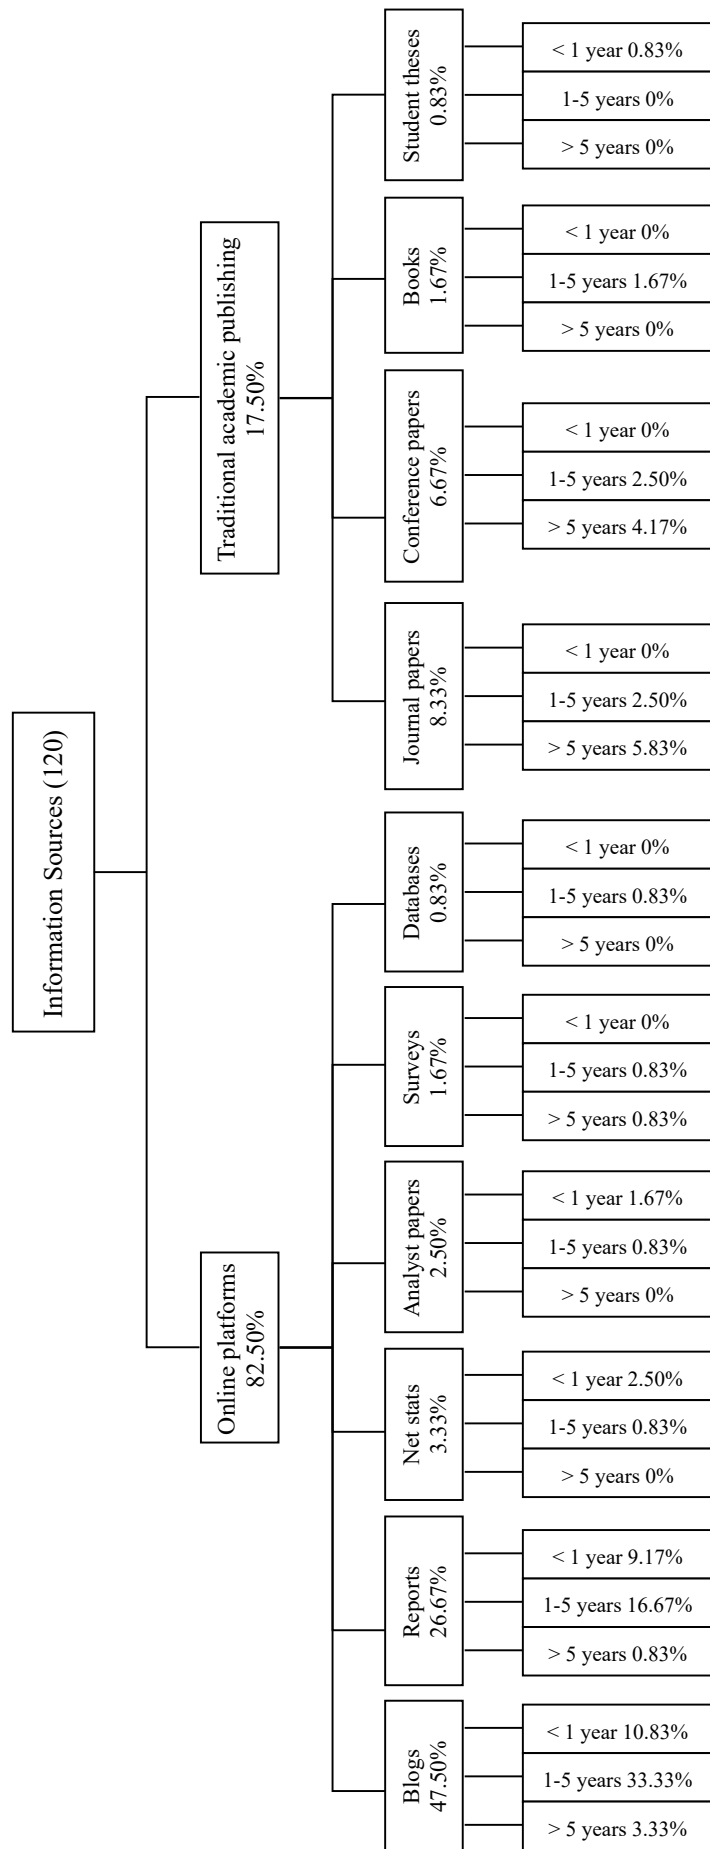 Information Sources (120)
Traditional academic publishing
17.50%
Student theses
0.83%
< 1 year 0.83%
1-5 years 0%
> 5 years 0%
Books
1.67%
< 1 year 0%
1-5 years 1.67%
> 5 years 0%
Conference papers
6.67%
< 1 year 0%
1-5 years 2.50%
> 5 years 4.17%
Journal papers
8.33%
< 1 year 0%
1-5 years 2.50%
> 5 years 5.83%
Online platforms
82.50%
Databases
0.83%
< 1 year 0%
1-5 years 0.83%
> 5 years 0%
Surveys
1.67%
< 1 year 0%
1-5 years 0.83%
> 5 years 0.83%
Analyst papers
2.50%
< 1 year 1.67%
1-5 years 0.83%
> 5 years 0%
Net stats
3.33%
< 1 year 2.50%
1-5 years 0.83%
> 5 years 0%
Reports
26.67%
< 1 year 9.17%
1-5 years 16.67%
> 5 years 0.83%
Blogs
47.50%
< 1 year 10.83%
1-5 years 33.33%
> 5 years 3.33%